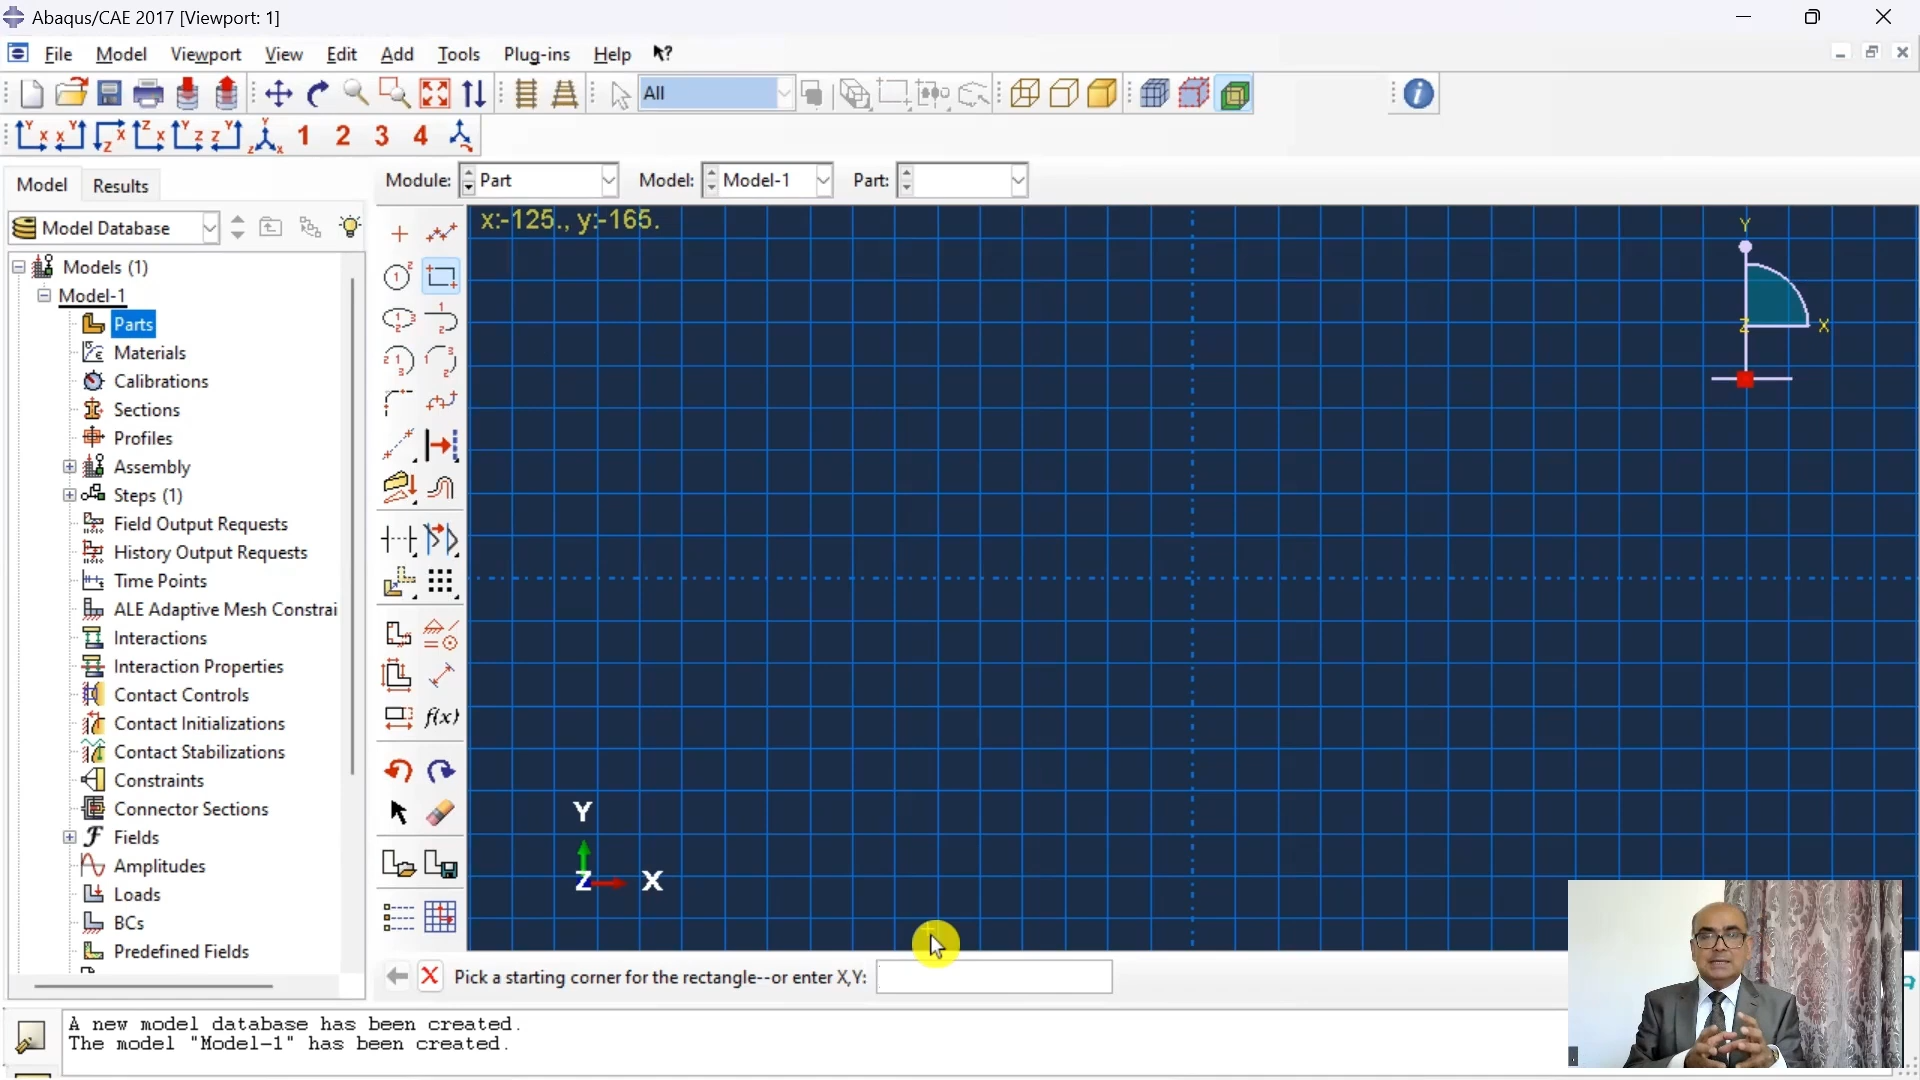 Abaqus/CAE 2017 [Viewport: 1]
File Model Viewport View Edit Add Tools Plug-ins Help
All
1 2 3 4
Model Results
Module: Part Model: Model-1 Part:
Model Database
x:-125., y:-165.
Models (1)
Model-1
Parts
Materials
Calibrations
Sections
Profiles
Assembly
Steps (1)
Field Output Requests
History Output Requests
Time Points
ALE Adaptive Mesh Constrai
Interactions
Interaction Properties
Contact Controls
Contact Initializations
Contact Stabilizations
Constraints
Connector Sections
Fields
Amplitudes
Loads
BCs
Predefined Fields
f(x)
Y
Z X
Y
Z X
Pick a starting corner for the rectangle--or enter X,Y:
A new model database has been created.
The model "Model-1" has been created.